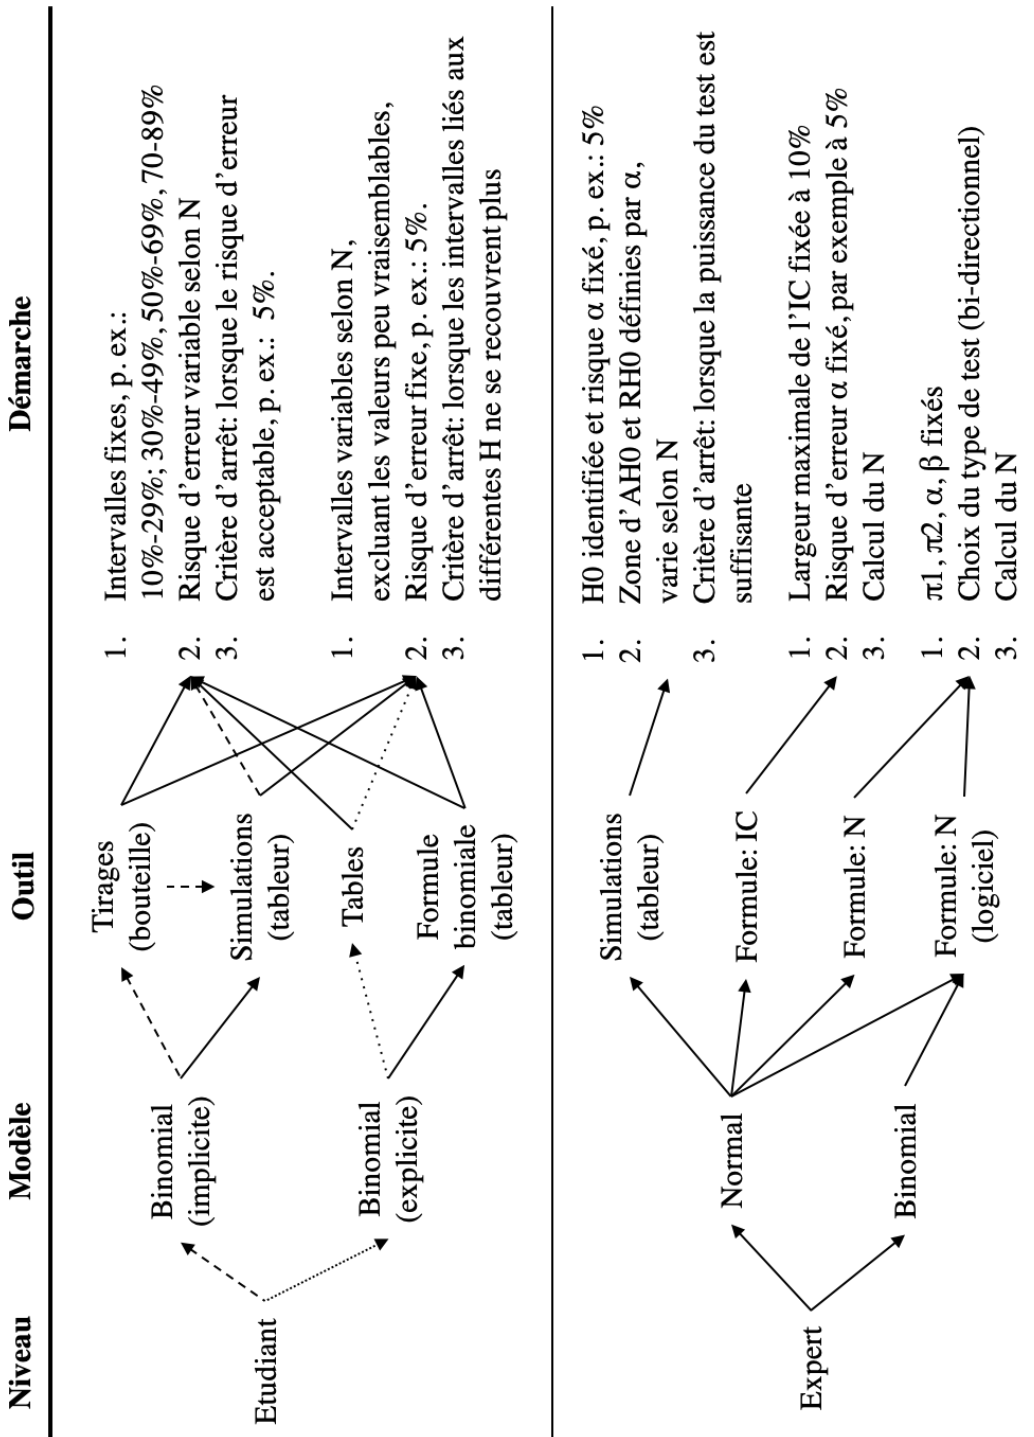 Niveau
Modèle
Outil
Démarche
Etudiant
Binomial
(implicite)
Binomial
(explicite)
Tirages
(bouteille)
Simulations
(tableur)
Tables
Formule
binomiale
(tableur)
1. Intervalles fixes, p. ex.:
10%-29%; 30%-49%, 50%-69%, 70-89%
2. Risque d'erreur variable selon N
3. Critère d'arrêt: lorsque le risque d'erreur
est acceptable, p. ex.: 5%.
1. Intervalles variables selon N,
excluant les valeurs peu vraisemblables,
2. Risque d'erreur fixe, p. ex.: 5%.
3. Critère d'arrêt: lorsque les intervalles liés aux
différentes H ne se recouvrent plus
Expert
Normal
Binomial
Simulations
(tableur)
Formule: IC
Formule: N
Formule: N
(logiciel)
1. H0 identifiée et risque α fixé, p. ex.: 5%
2. Zone d'AH0 et RH0 définies par α,
varie selon N
3. Critère d'arrêt: lorsque la puissance du test est
suffisante
1. Largeur maximale de l'IC fixée à 10%
2. Risque d'erreur α fixé, par exemple à 5%
3. Calcul du N
1. π1, π2, α, β fixés
2. Choix du type de test (bi-directionnel)
3. Calcul du N